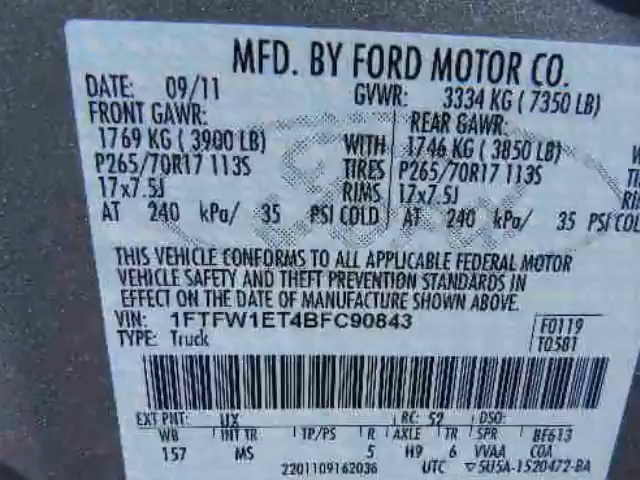 MFD. BY FORD MOTOR CO.
DATE: 09/11 GVWR: 3334 KG ( 7350 LB)
FRONT GAWR: REAR GAWR:
1769 KG ( 3900 LB) WITH 1746 KG ( 3850 LB)
P265/70R17 113S TIRES P265/70R17 113S
17x7.5J RIMS 17x7.5J
AT 240 kPa/ 35 PSI COLD AT 240 kPa/ 35 PSI COL
THIS VEHICLE CONFORMS TO ALL APPLICABLE FEDERAL MOTOR
VEHICLE SAFETY AND THEFT PREVENTION STANDARDS IN
EFFECT ON THE DATE OF MANUFACTURE SHOWN ABOVE.
VIN: 1FTFW1ET4BFC90843
TYPE: Truck
F0119
T0581
EXT PNT: UX RC: 52 DSO:
WB INT TR TP/PS R AXLE TR SPR BF613
157 MS 5 H9 6 VVAA COA
2201109162036 UTC 5U5A-1520472-BA